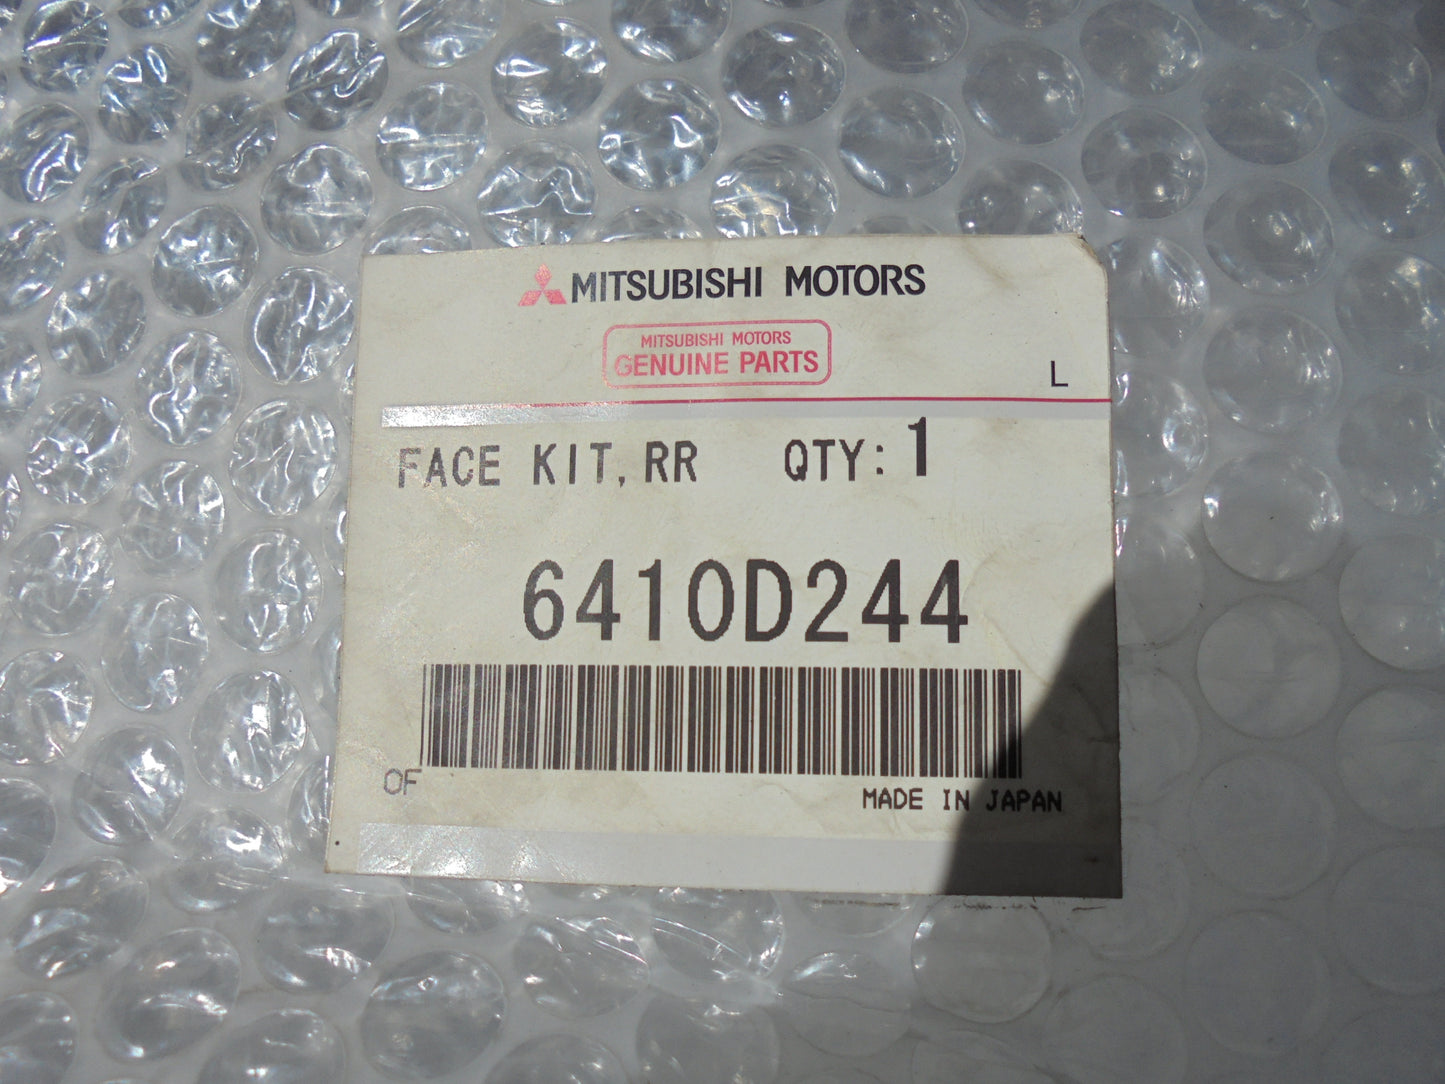 MITSUBISHI MOTORS
MITSUBISHI MOTORS
GENUINE PARTS
L
FACE KIT, RR QTY: 1
6410D244
OF
MADE IN JAPAN